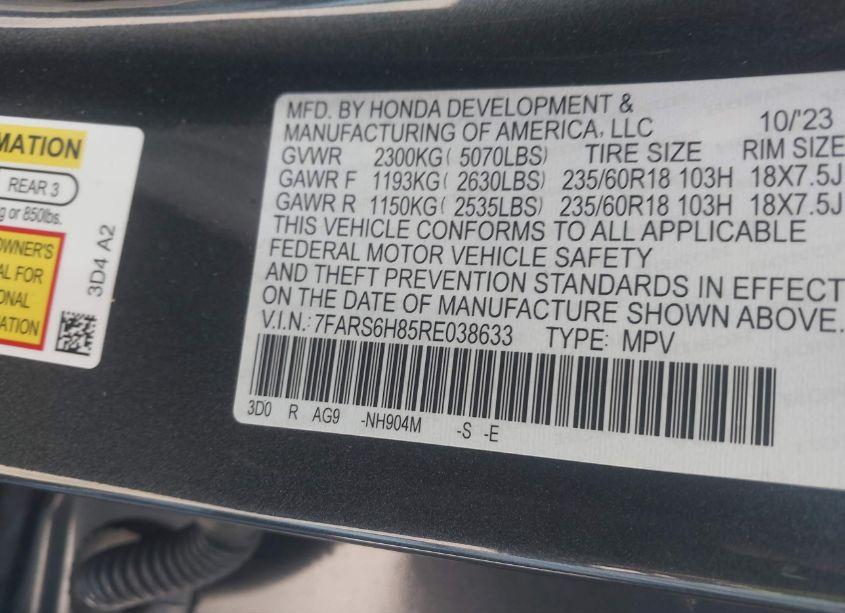 MATION
REAR 3
g or 850lbs.
OWNER'S
AL FOR
ONAL
MATION
3D4 A2
MFD. BY HONDA DEVELOPMENT &
MANUFACTURING OF AMERICA, LLC 10/'23
GVWR 2300KG( 5070LBS) TIRE SIZE RIM SIZE
GAWR F 1193KG( 2630LBS) 235/60R18 103H 18X7.5J
GAWR R 1150KG( 2535LBS) 235/60R18 103H 18X7.5J
THIS VEHICLE CONFORMS TO ALL APPLICABLE
FEDERAL MOTOR VEHICLE SAFETY
AND THEFT PREVENTION STANDARDS IN EFFECT
ON THE DATE OF MANUFACTURE SHOWN ABOVE.
V.I.N.: 7FARS6H85RE038633 TYPE: MPV
3D0 R AG9 -NH904M -S -E